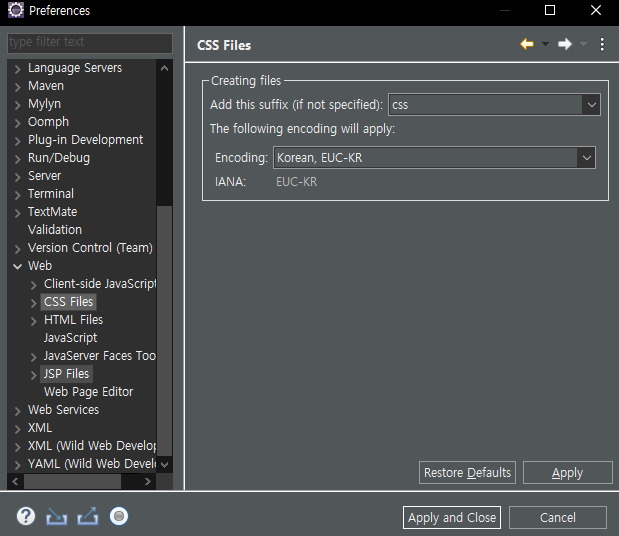 Preferences
type filter text
Language Servers
Maven
Mylyn
Oomph
Plug-in Development
Run/Debug
Server
Terminal
TextMate
Validation
Version Control (Team)
Web
Client-side JavaScript
CSS Files
HTML Files
JavaScript
JavaServer Faces Too
JSP Files
Web Page Editor
Web Services
XML
XML (Wild Web Develop
YAML (Wild Web Devel
CSS Files
Creating files
Add this suffix (if not specified): css
The following encoding will apply:
Encoding: Korean, EUC-KR
IANA: EUC-KR
Restore Defaults Apply
Apply and Close Cancel